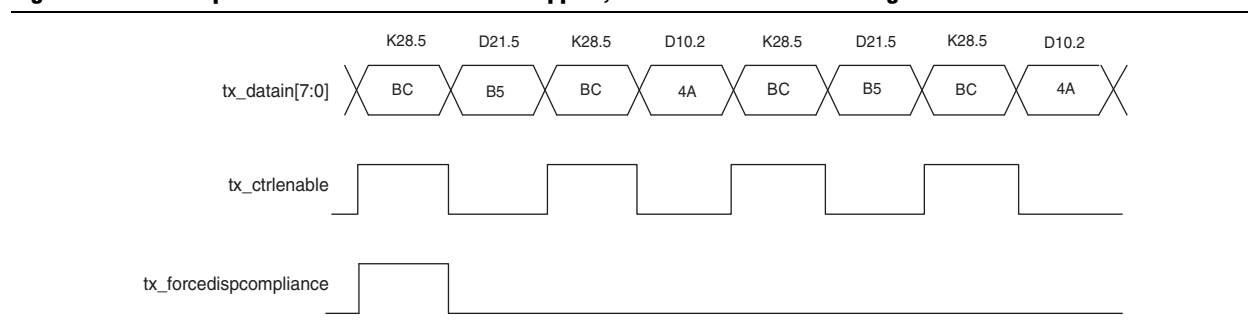 K28.5 D21.5 K28.5 D10.2 K28.5 D21.5 K28.5 D10.2
tx_datain[7:0] BC B5 BC 4A BC B5 BC 4A
tx_ctrlenable
tx_forcedispcompliance